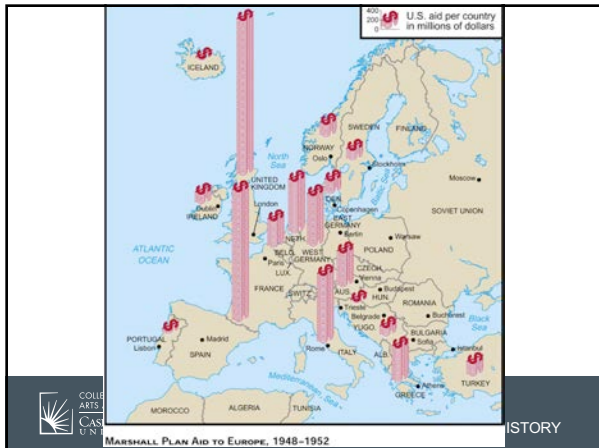 400
200
0
U.S. aid per country
in millions of dollars
ICELAND
SWEDEN
FINLAND
NORWAY
Oslo
Stockholm
North
Sea
Baltic Sea
Moscow
UNITED
KINGDOM
DEN.
Copenhagen
SOVIET UNION
Dublin
IRELAND
London
EAST
GERMANY
Berlin
Warsaw
POLAND
NETH.
BELG.
WEST
GERMANY
ATLANTIC
OCEAN
Paris
LUX.
CZECH.
Vienna
Budapest
FRANCE
SWITZ.
AUS.
HUN.
ROMANIA
Trieste
Belgrade
Bucharest
YUGO.
Black
Sea
BULGARIA
Sofia
PORTUGAL
Lisbon
Madrid
SPAIN
Rome
ITALY
ALB.
Istanbul
TURKEY
GREECE
Athens
Mediterranean Sea
MOROCCO
ALGERIA
TUNISIA
COLLE
ARTS
ISTORY
MARSHALL PLAN AID TO EUROPE, 1948–1952